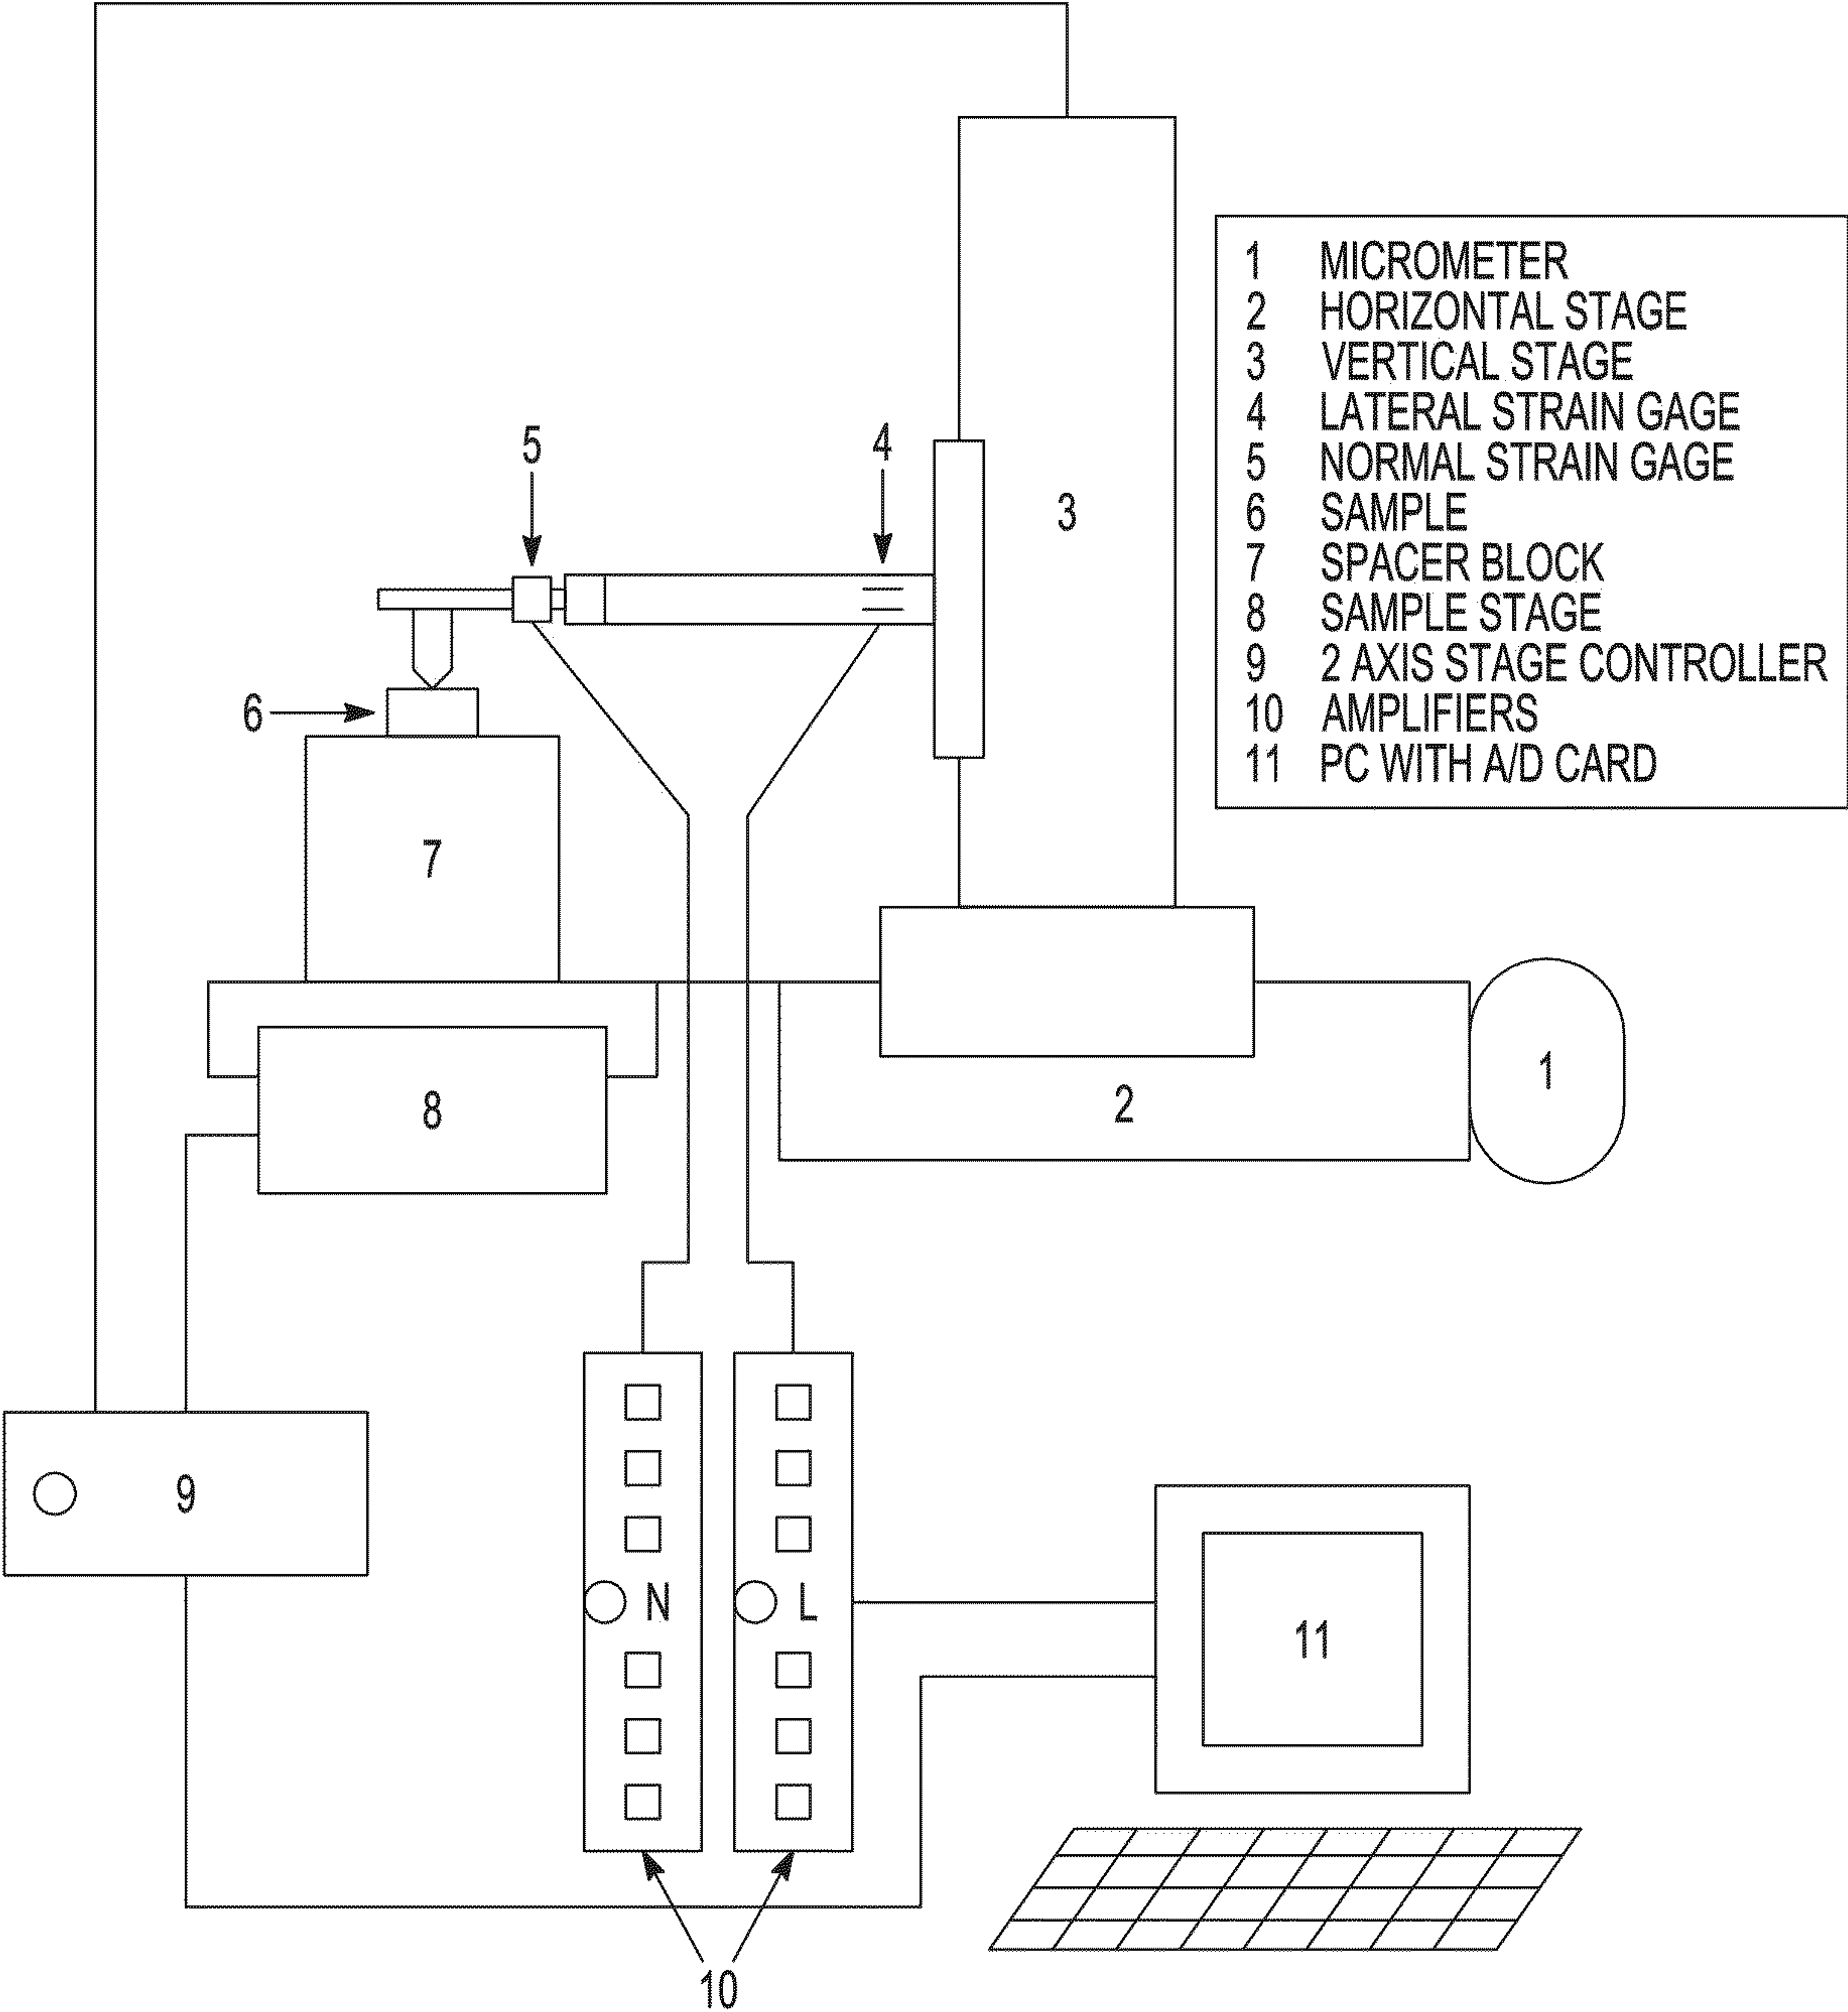 1 MICROMETER
2 HORIZONTAL STAGE
3 VERTICAL STAGE
4 LATERAL STRAIN GAGE
5 NORMAL STRAIN GAGE
6 SAMPLE
7 SPACER BLOCK
8 SAMPLE STAGE
9 2 AXIS STAGE CONTROLLER
10 AMPLIFIERS
11 PC WITH A/D CARD
5
4
3
6
7
8
2
1
9
N
L
11
10